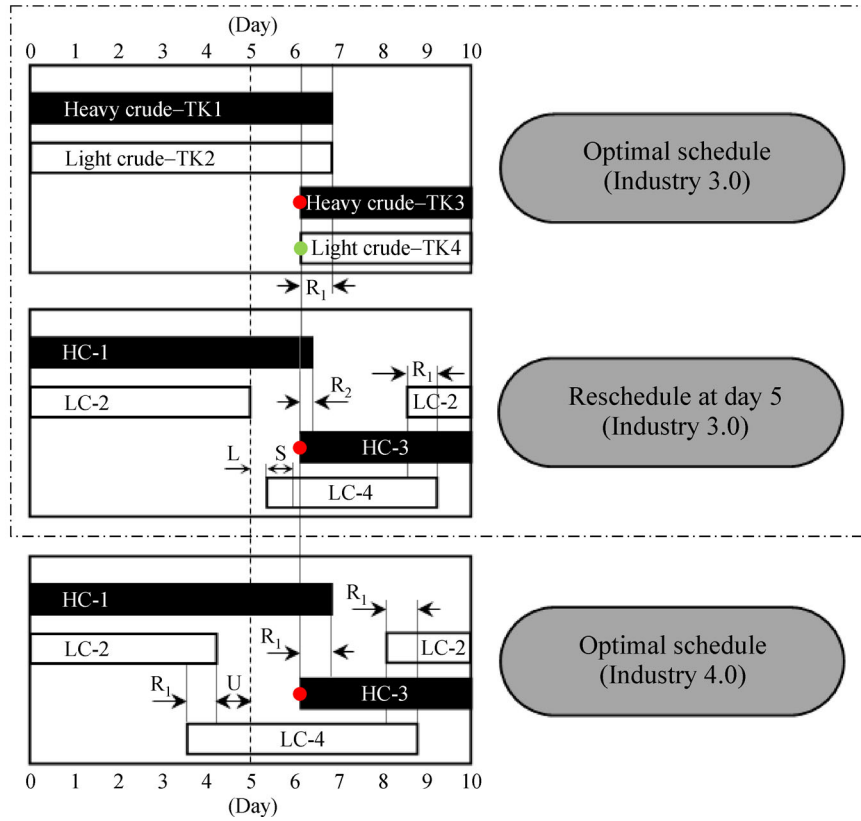 (Day)
0 1 2 3 4 5 6 7 8 9 10
Heavy crude–TK1
Light crude–TK2
Heavy crude–TK3
Light crude–TK4
R1
Optimal schedule
(Industry 3.0)
HC-1
R1
LC-2
R2
LC-2
HC-3
L
S
LC-4
Reschedule at day 5
(Industry 3.0)
HC-1
R1
LC-2
R1
LC-2
R1
U
HC-3
LC-4
0 1 2 3 4 5 6 7 8 9 10
(Day)
Optimal schedule
(Industry 4.0)